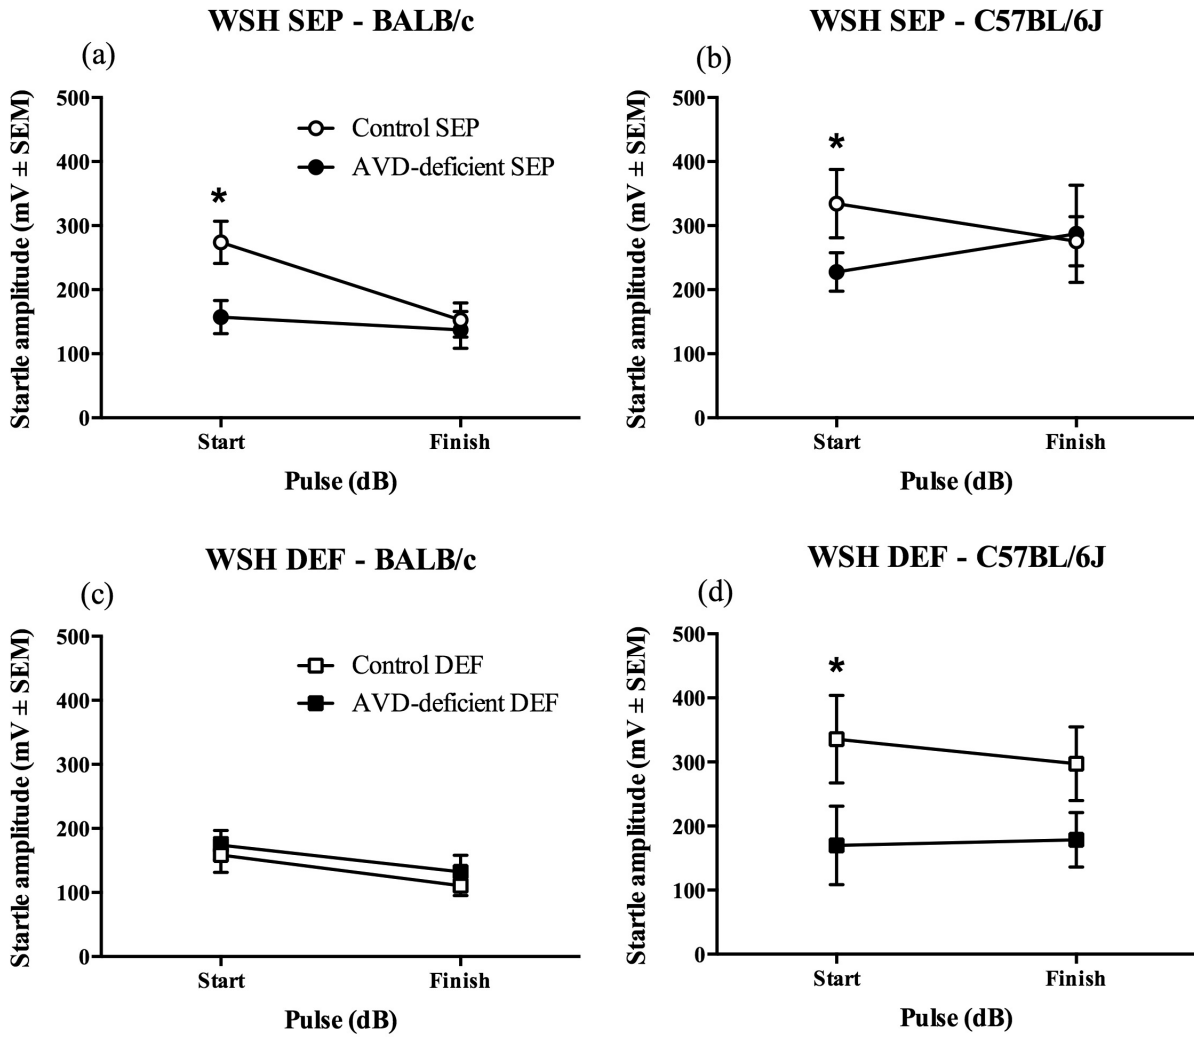 WSH SEP - BALB/c
(a)
Startle amplitude (mV ± SEM)
500
400
300
200
100
0
Control SEP
AVD-deficient SEP
*
Start
Finish
Pulse (dB)
WSH SEP - C57BL/6J
(b)
Startle amplitude (mV ± SEM)
500
400
300
200
100
0
*
Start
Finish
Pulse (dB)
WSH DEF - BALB/c
(c)
Startle amplitude (mV ± SEM)
500
400
300
200
100
0
Control DEF
AVD-deficient DEF
Start
Finish
Pulse (dB)
WSH DEF - C57BL/6J
(d)
Startle amplitude (mV ± SEM)
500
400
300
200
100
0
*
Start
Finish
Pulse (dB)